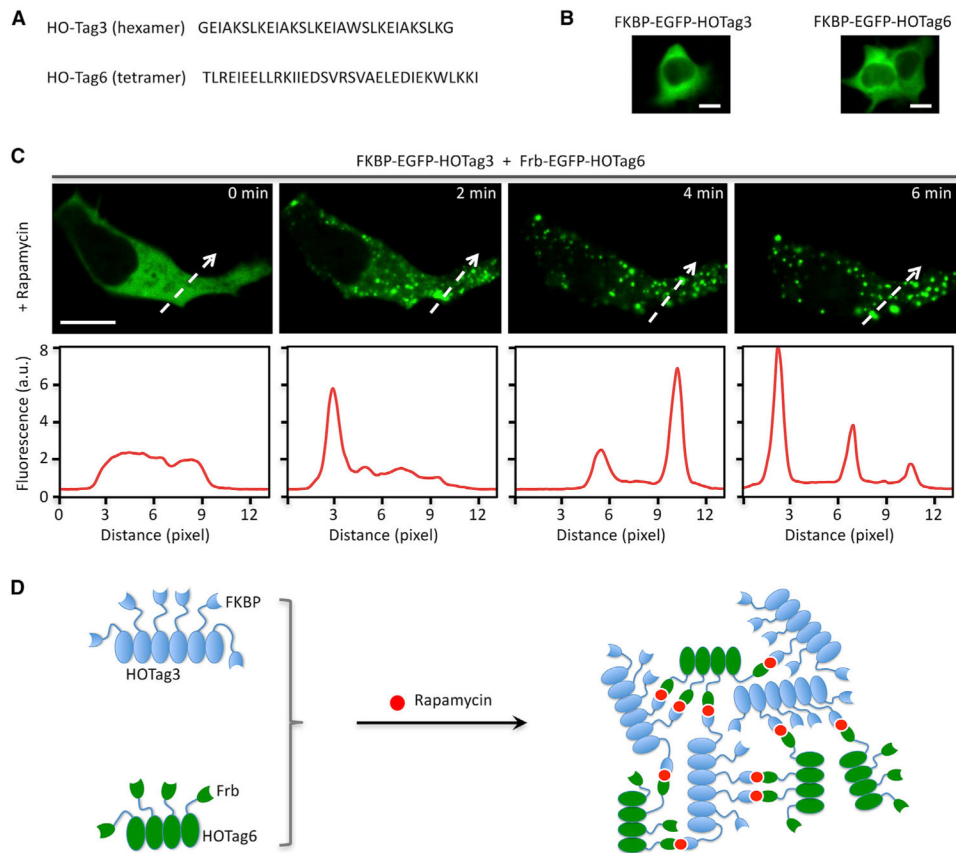 A
HO-Tag3 (hexamer) GEIAKSLKEIAKSLKEIAWSLKEIAKSLKG
HO-Tag6 (tetramer) TLREIEELLRKIIEDSVRSVAELEDIEKWLKKI
B
FKBP-EGFP-HOTag3 FKBP-EGFP-HOTag6
C
FKBP-EGFP-HOTag3 + Frb-EGFP-HOTag6
+ Rapamycin
0 min 2 min 4 min 6 min
Fluorescence (a.u.)
8
6
4
2
0
0 3 6 9 12 3 6 9 12 3 6 9 12 3 6 9 12
Distance (pixel) Distance (pixel) Distance (pixel) Distance (pixel)
D
FKBP
HOTag3
Rapamycin
Frb
HOTag6